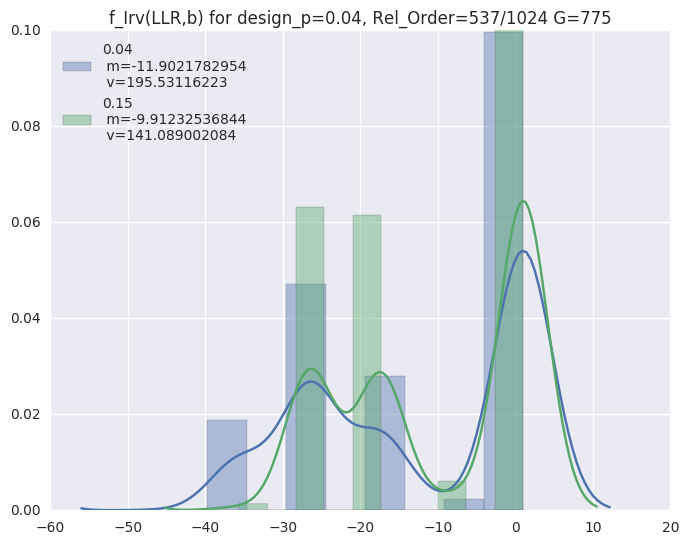 f_Irv(LLR,b) for design_p=0.04, Rel_Order=537/1024 G=775
0.10
0.04
m=-11.9021782954
v=195.53116223
0.15
m=-9.91232536844
v=141.089002084
0.08
0.06
0.04
0.02
0.00
−60 −50 −40 −30 −20 −10 0 10 20